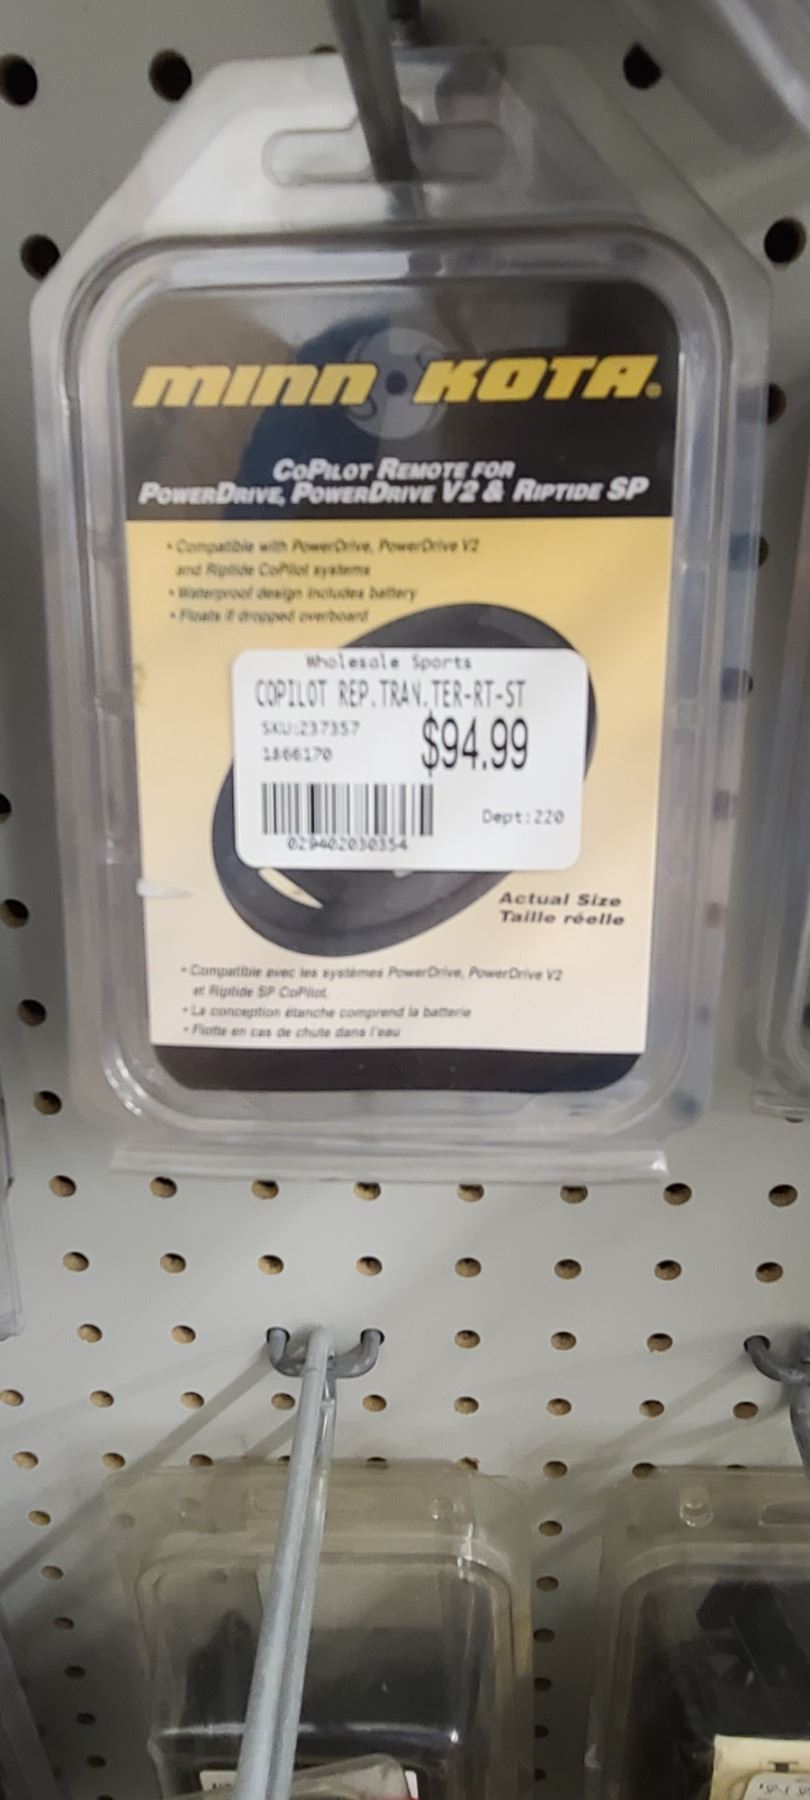 MINN KOTA®
COPILOT REMOTE FOR
POWERDRIVE, POWERDRIVE V2 & RIPTIDE SP
• Compatible with PowerDrive, PowerDrive V2
and Riptide CoPilot systems
• Waterproof design includes battery
• Floats if dropped overboard
Wholesale Sports
COPILOT REP.TRAV.TER-RT-ST
SKU:237357
1866170
$94.99
Dept:220
029402030354
Actual Size
Taille réelle
• Compatible avec les systèmes PowerDrive, PowerDrive V2
et Riptide SP CoPilot.
• La conception étanche comprend la batterie
• Flotte en cas de chute dans l'eau